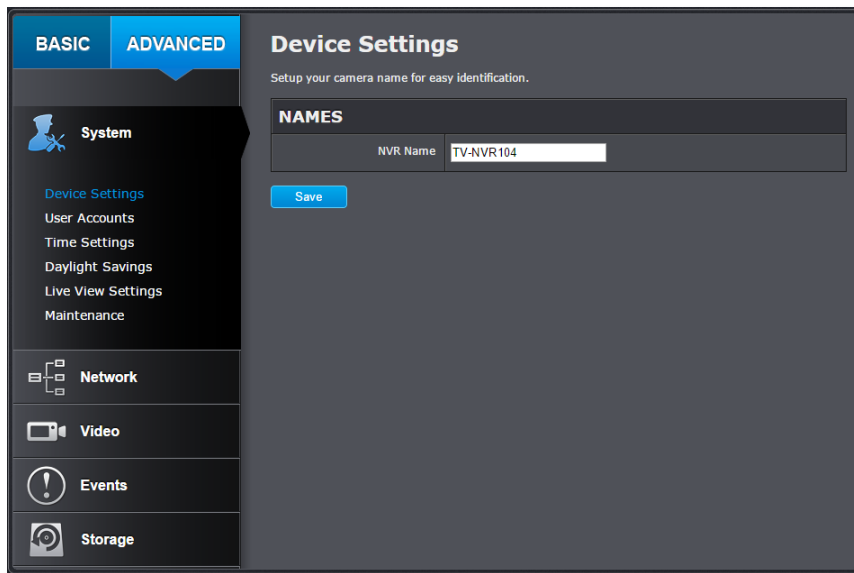 BASIC
ADVANCED
System
Device Settings
User Accounts
Time Settings
Daylight Savings
Live View Settings
Maintenance
Network
Video
Events
Storage
Device Settings
Setup your camera name for easy identification.
NAMES
NVR Name TV-NVR104
Save